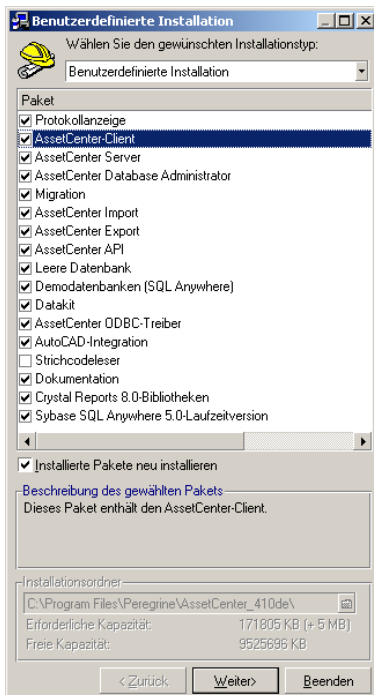 Benutzerdefinierte Installation
Wählen Sie den gewünschten Installationstyp:
Benutzerdefinierte Installation
Paket
Protokollanzeige
AssetCenter-Client
AssetCenter Server
AssetCenter Database Administrator
Migration
AssetCenter Import
AssetCenter Export
AssetCenter API
Leere Datenbank
Demodatenbanken (SQL Anywhere)
Datakit
AssetCenter ODBC-Treiber
AutoCAD-Integration
Strichcodeleser
Dokumentation
Crystal Reports 8.0-Bibliotheken
Sybase SQL Anywhere 5.0-Laufzeitversion
Installierte Pakete neu installieren
Beschreibung des gewählten Pakets
Dieses Paket enthält den AssetCenter-Client.
Installationsordner
C:\Program Files\Peregrine\AssetCenter_410de\
Erforderliche Kapazität: 171805 KB (+ 5 MB)
Freie Kapazität: 9525696 KB
< Zurück Weiter> Beenden